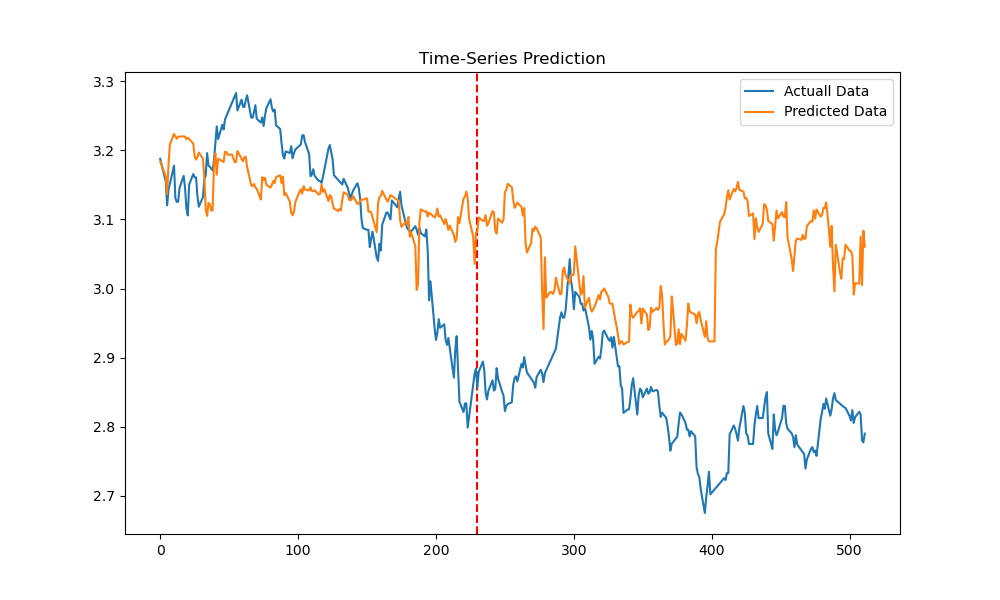 Time-Series Prediction
Actuall Data
Predicted Data
3.3
3.2
3.1
3.0
2.9
2.8
2.7
0 100 200 300 400 500